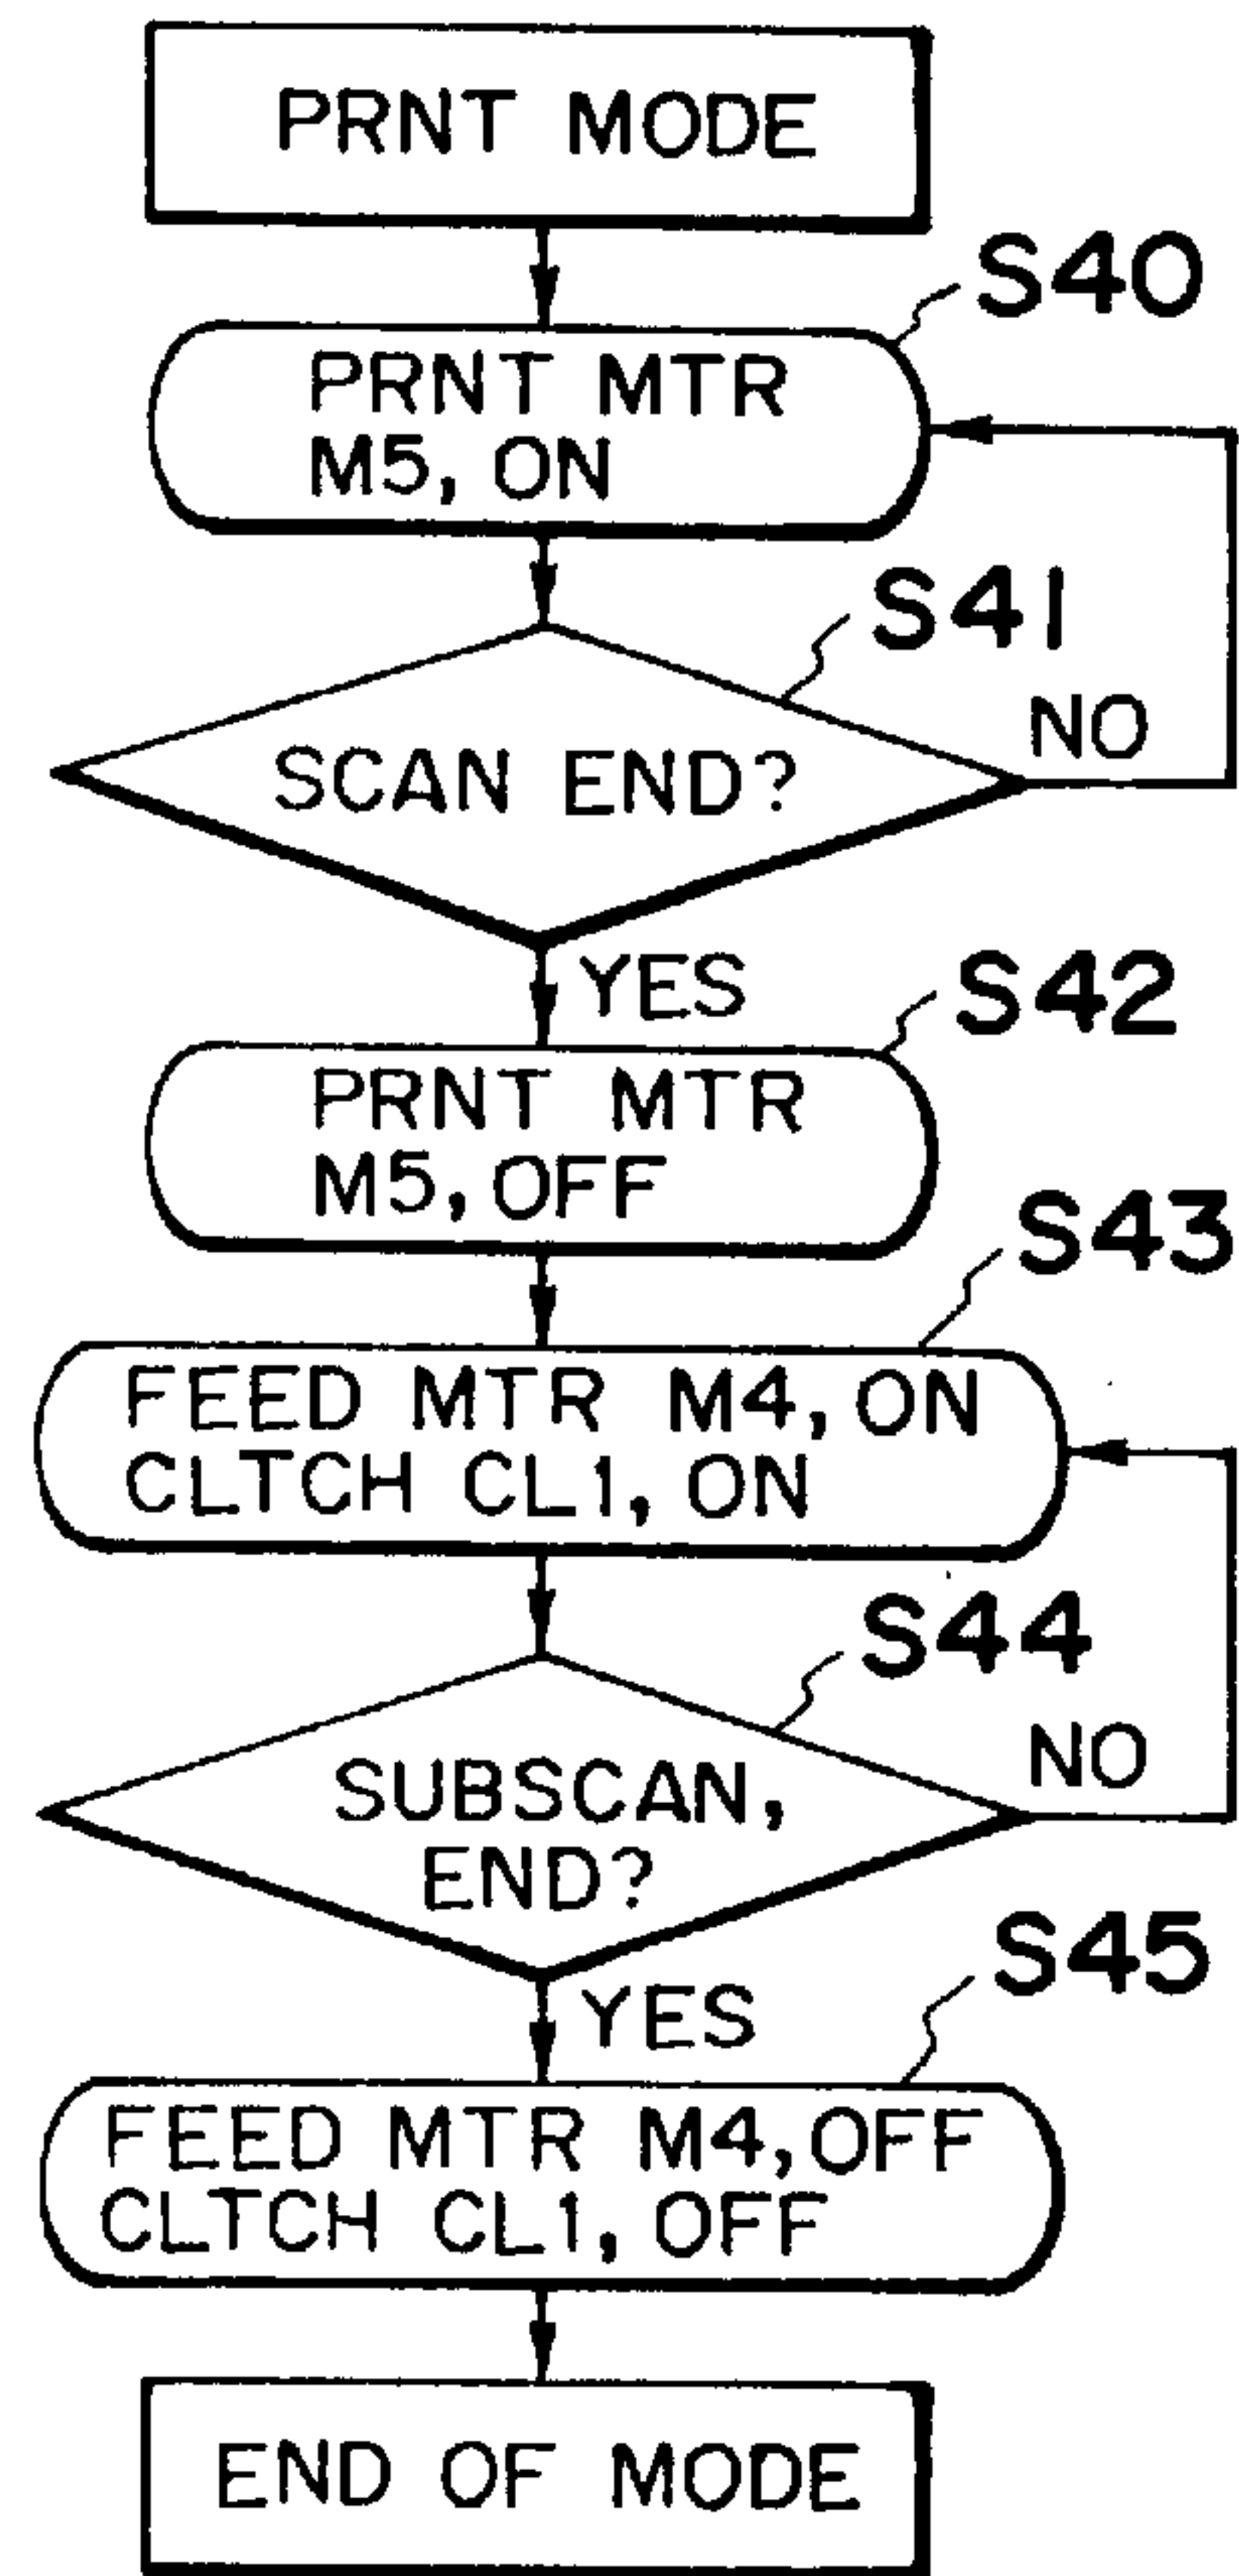 PRNT MODE
S40
PRNT MTR
M5, ON
S41
SCAN END?
NO
YES
S42
PRNT MTR
M5, OFF
S43
FEED MTR M4, ON
CLTCH CL1, ON
S44
SUBSCAN,
END?
NO
YES
S45
FEED MTR M4, OFF
CLTCH CL1, OFF
END OF MODE